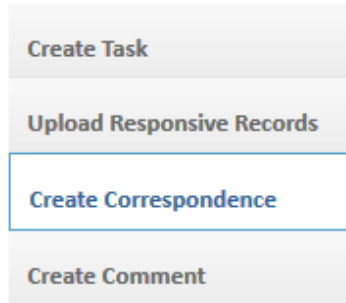 Create Task
Upload Responsive Records
Create Correspondence
Create Comment